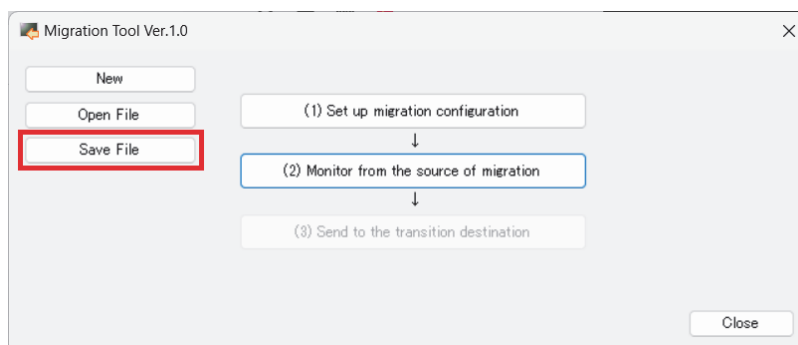 Migration Tool Ver.1.0
New
Open File
Save File
(1) Set up migration configuration
↓
(2) Monitor from the source of migration
↓
(3) Send to the transition destination
Close